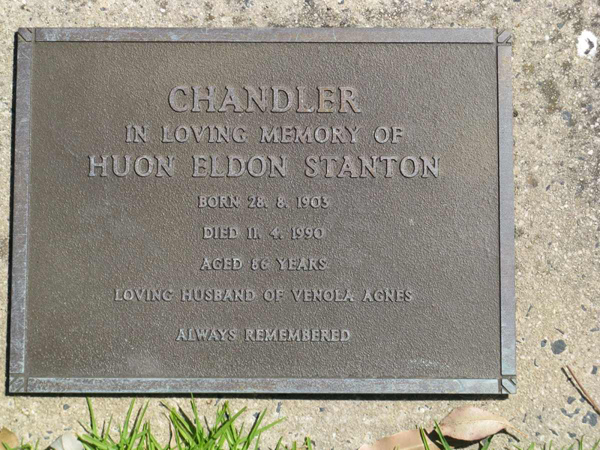 CHANDLER
IN LOVING MEMORY OF
HUON ELDON STANTON
BORN 28. 8. 1903
DIED 11. 4. 1990
AGED 86 YEARS
LOVING HUSBAND OF VENOLA AGNES
ALWAYS REMEMBERED